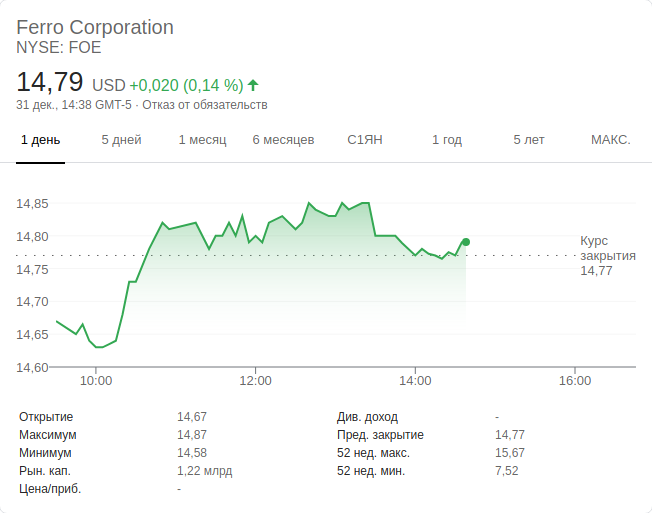 Ferro Corporation
NYSE: FOE
14,79 USD +0,020 (0,14 %)
31 дек., 14:38 GMT-5 · Отказ от обязательств
1 день 5 дней 1 месяц 6 месяцев С1ЯН 1 год 5 лет МАКС.
14,85
14,80
14,75
14,70
14,65
14,60
Курс
закрытия
14,77
10:00 12:00 14:00 16:00
Открытие 14,67 Див. доход -
Максимум 14,87 Пред. закрытие 14,77
Минимум 14,58 52 нед. макс. 15,67
Рын. кап. 1,22 млрд 52 нед. мин. 7,52
Цена/приб. -